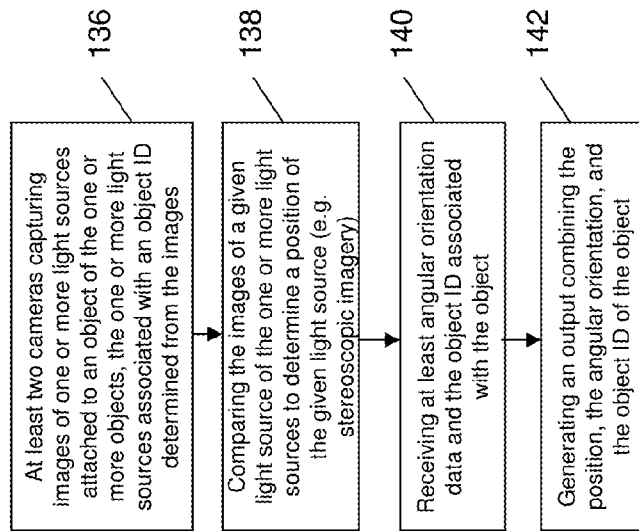 At least two cameras capturing
images of one or more light sources
attached to an object of the one or
more objects, the one or more light
sources associated with an object ID
determined from the images
136
Comparing the images of a given
light source of the one or more light
sources to determine a position of
the given light source (e.g.
stereoscopic imagery)
138
Receiving at least angular orientation
data and the object ID associated
with the object
140
Generating an output combining the
position, the angular orientation, and
the object ID of the object
142